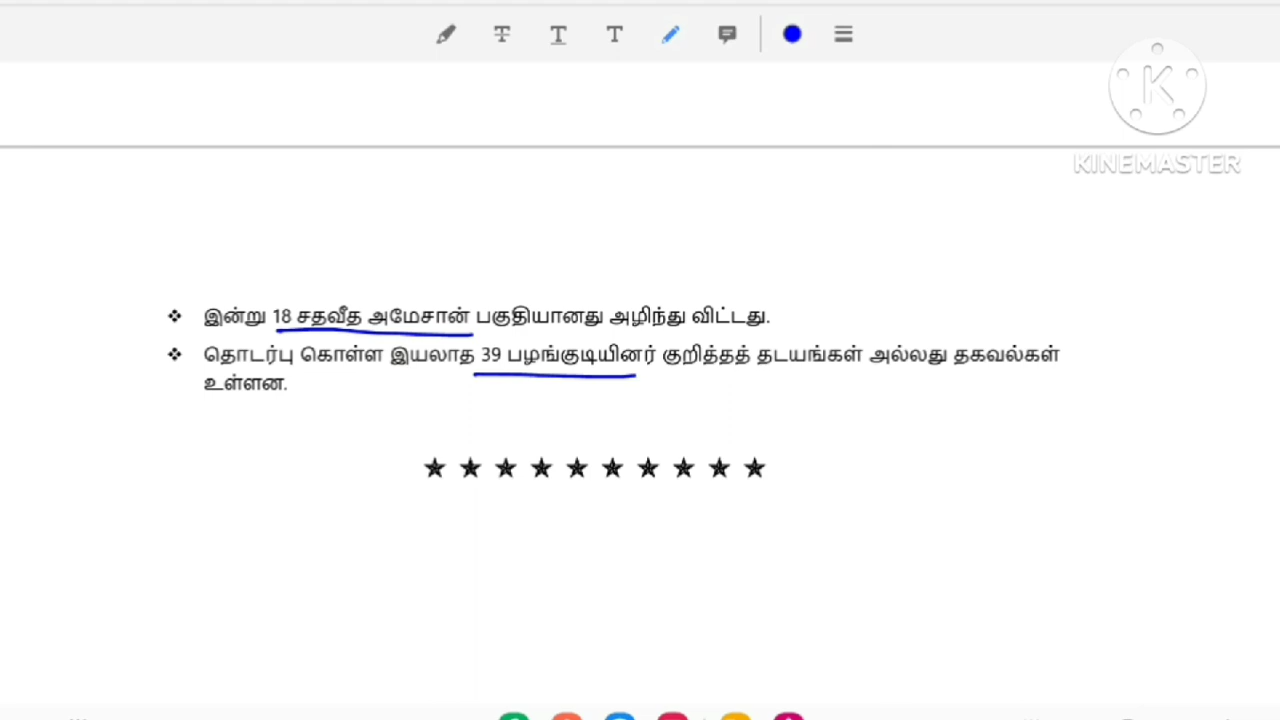 KINEMASTER
இன்று 18 சதவீத அமேசான் பகுதியானது அழிந்து விட்டது.
தொடர்பு கொள்ள இயலாத 39 பழங்குடியினர் குறித்தத் தடயங்கள் அல்லது தகவல்கள்
உள்ளன.